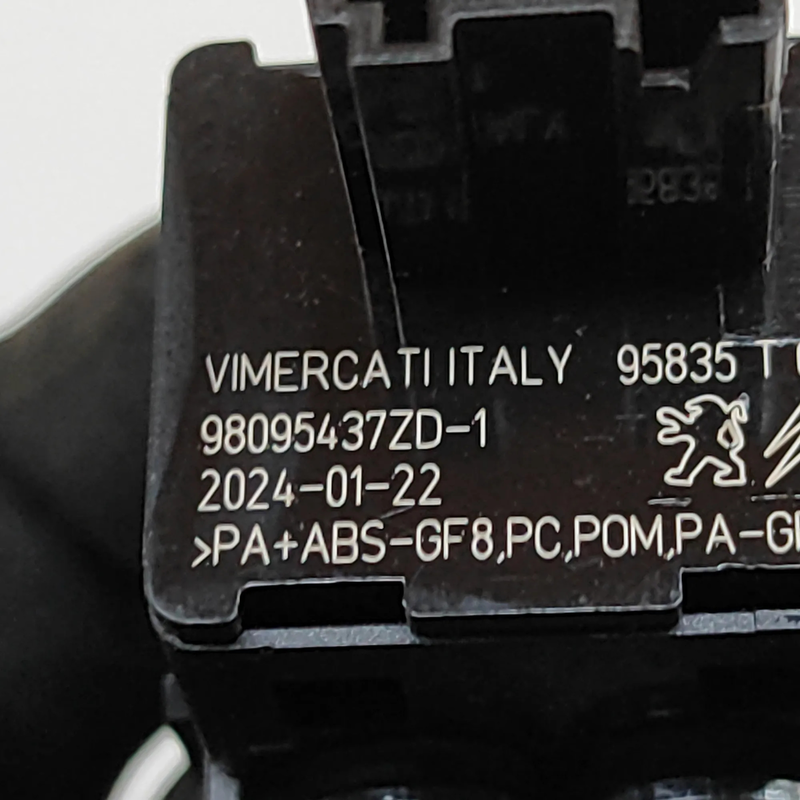 VIMERCATI ITALY 95835 T
98095437ZD-1
2024-01-22
>PA+ABS-GF8,PC,POM,PA-G